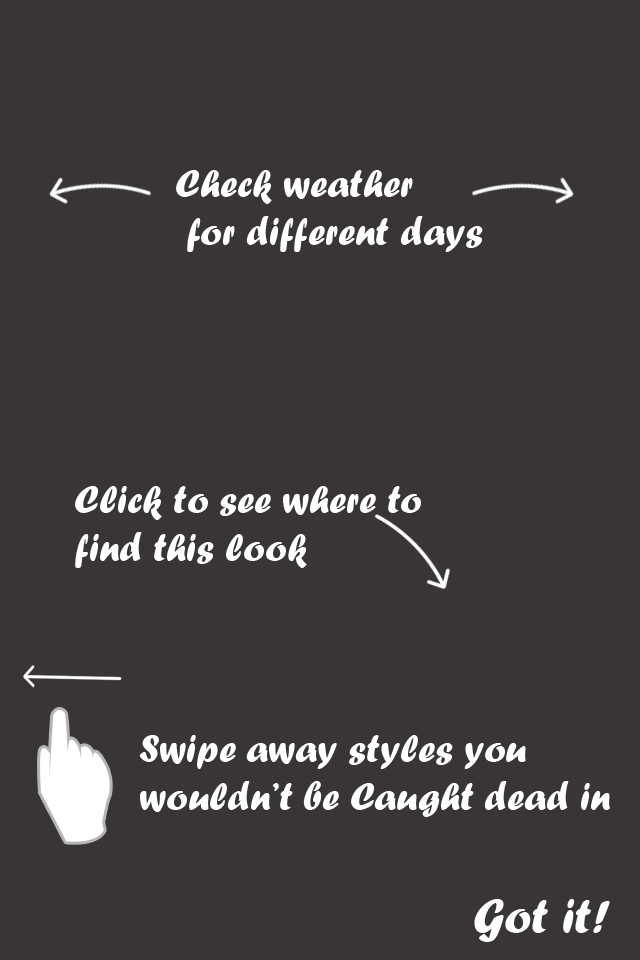 Check weather
for different days
Click to see where to
find this look
Swipe away styles you
wouldn't be Caught dead in
Got it!